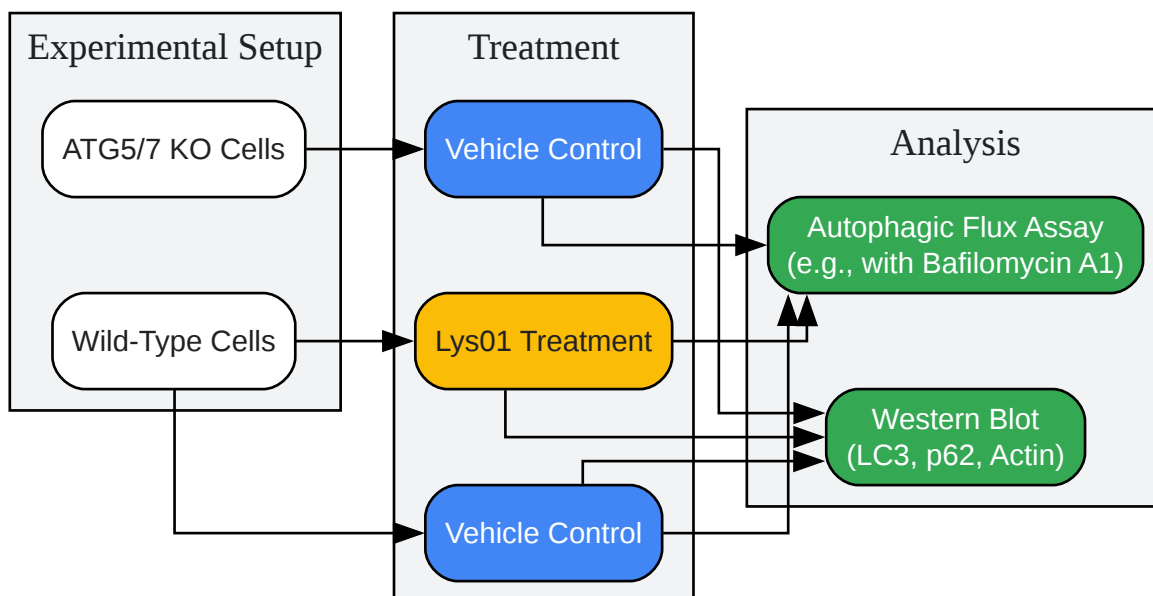 Experimental Setup
ATG5/7 KO Cells
Wild-Type Cells
Treatment
Vehicle Control
Lys01 Treatment
Vehicle Control
Analysis
Autophagic Flux Assay
(e.g., with Bafilomycin A1)
Western Blot
(LC3, p62, Actin)